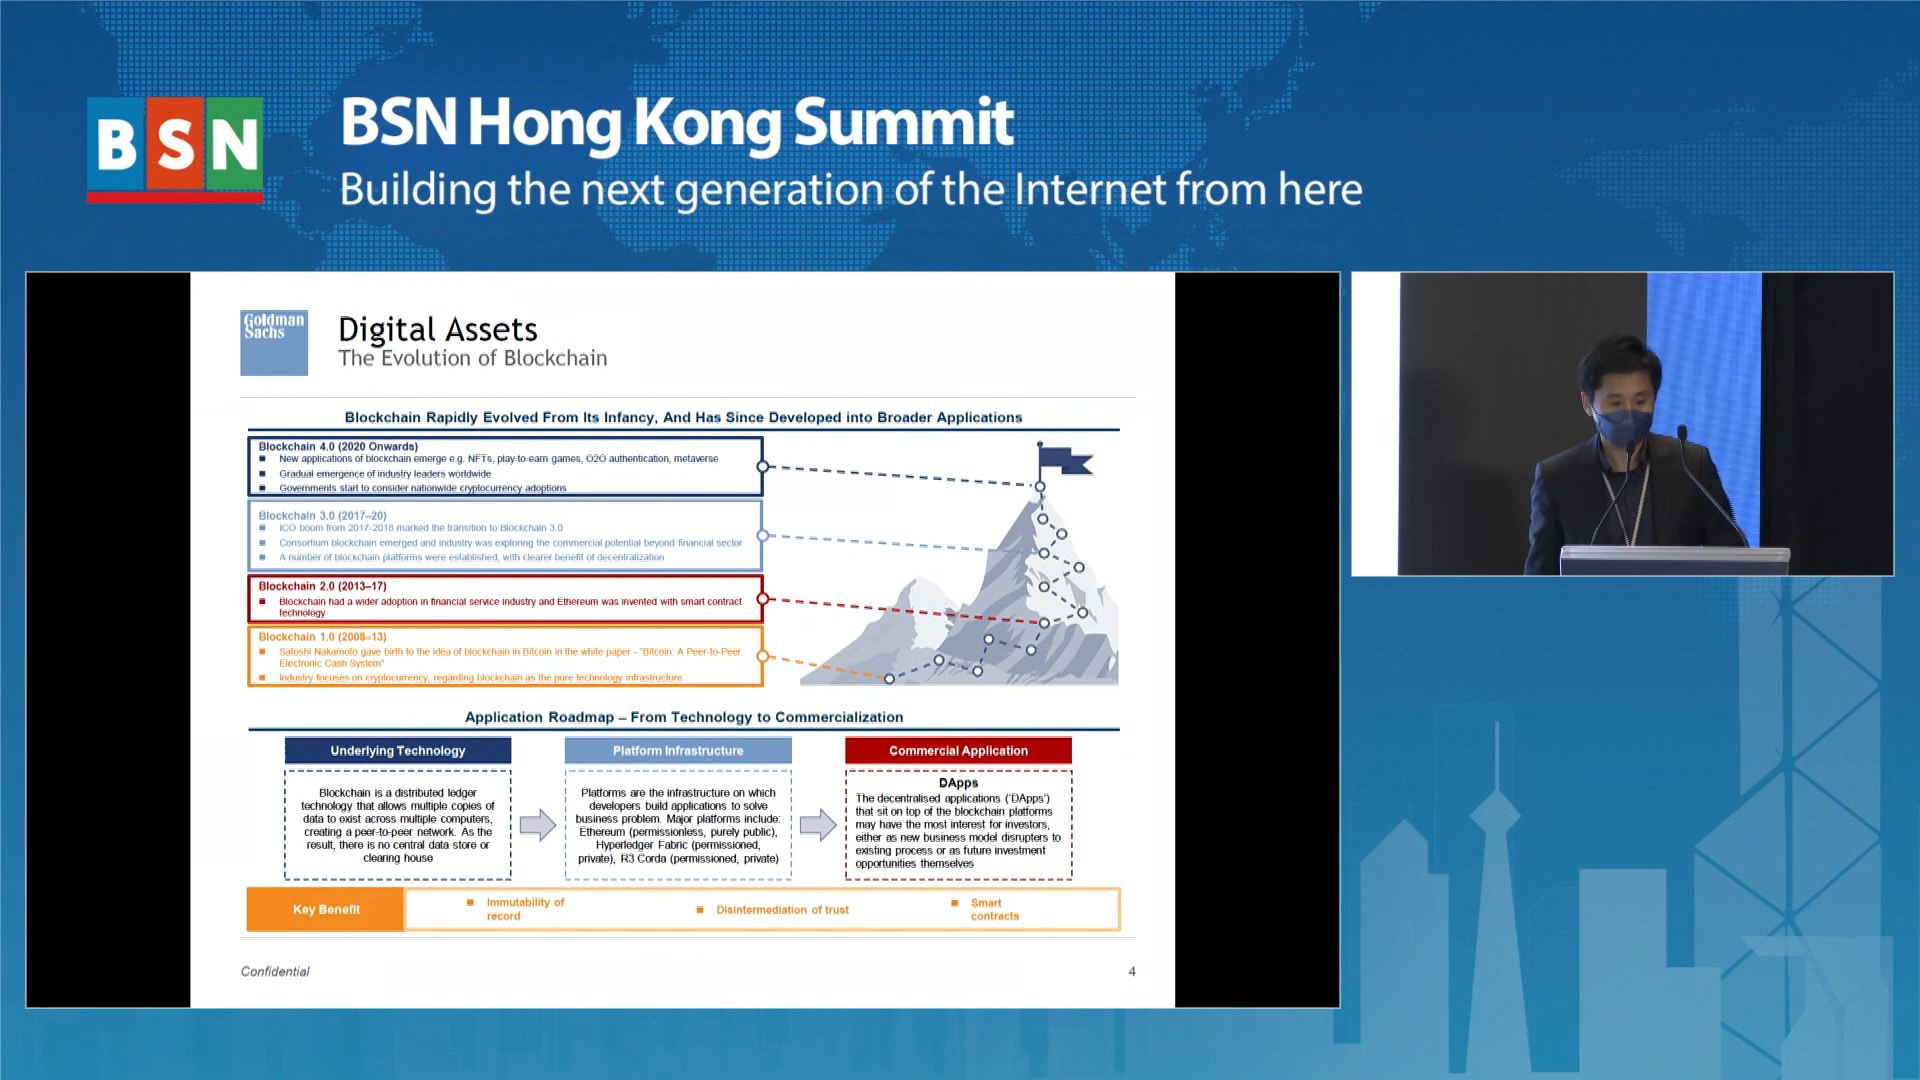 BSN
BSN Hong Kong Summit
Building the next generation of the Internet from here
Goldman
Sachs
Digital Assets
The Evolution of Blockchain
Blockchain Rapidly Evolved From Its Infancy, And Has Since Developed into Broader Applications
Blockchain 4.0 (2020 Onwards)
New applications of blockchain emerge e.g. NFTs, play-to-earn games, O2O authentication, metaverse
Gradual emergence of industry leaders worldwide
Governments start to consider nationwide cryptocurrency adoptions
Blockchain 3.0 (2017–20)
ICO boom from 2017-2018 marked the transition to Blockchain 3.0
Consortium blockchain emerged and industry was exploring the commercial potential beyond financial sector
A number of blockchain platforms were established, with clearer benefit of decentralization
Blockchain 2.0 (2013–17)
Blockchain had a wider adoption in financial service industry and Ethereum was invented with smart contract
technology
Blockchain 1.0 (2008–13)
Satoshi Nakamoto gave birth to the idea of blockchain in Bitcoin in the white paper - "Bitcoin: A Peer-to-Peer
Electronic Cash System"
Industry focuses on cryptocurrency, regarding blockchain as the pure technology infrastructure
Application Roadmap – From Technology to Commercialization
Underlying Technology
Blockchain is a distributed ledger
technology that allows multiple copies of
data to exist across multiple computers,
creating a peer-to-peer network. As the
result, there is no central data store or
clearing house
Platform Infrastructure
Platforms are the infrastructure on which
developers build applications to solve
business problem. Major platforms include:
Ethereum (permissionless, purely public),
Hyperledger Fabric (permissioned,
private), R3 Corda (permissioned, private)
Commercial Application
DApps
The decentralised applications ('DApps')
that sit on top of the blockchain platforms
may have the most interest for investors,
either as new business model disrupters to
existing process or as future investment
opportunities themselves
Key Benefit
Immutability of
record
Disintermediation of trust
Smart
contracts
Confidential
4